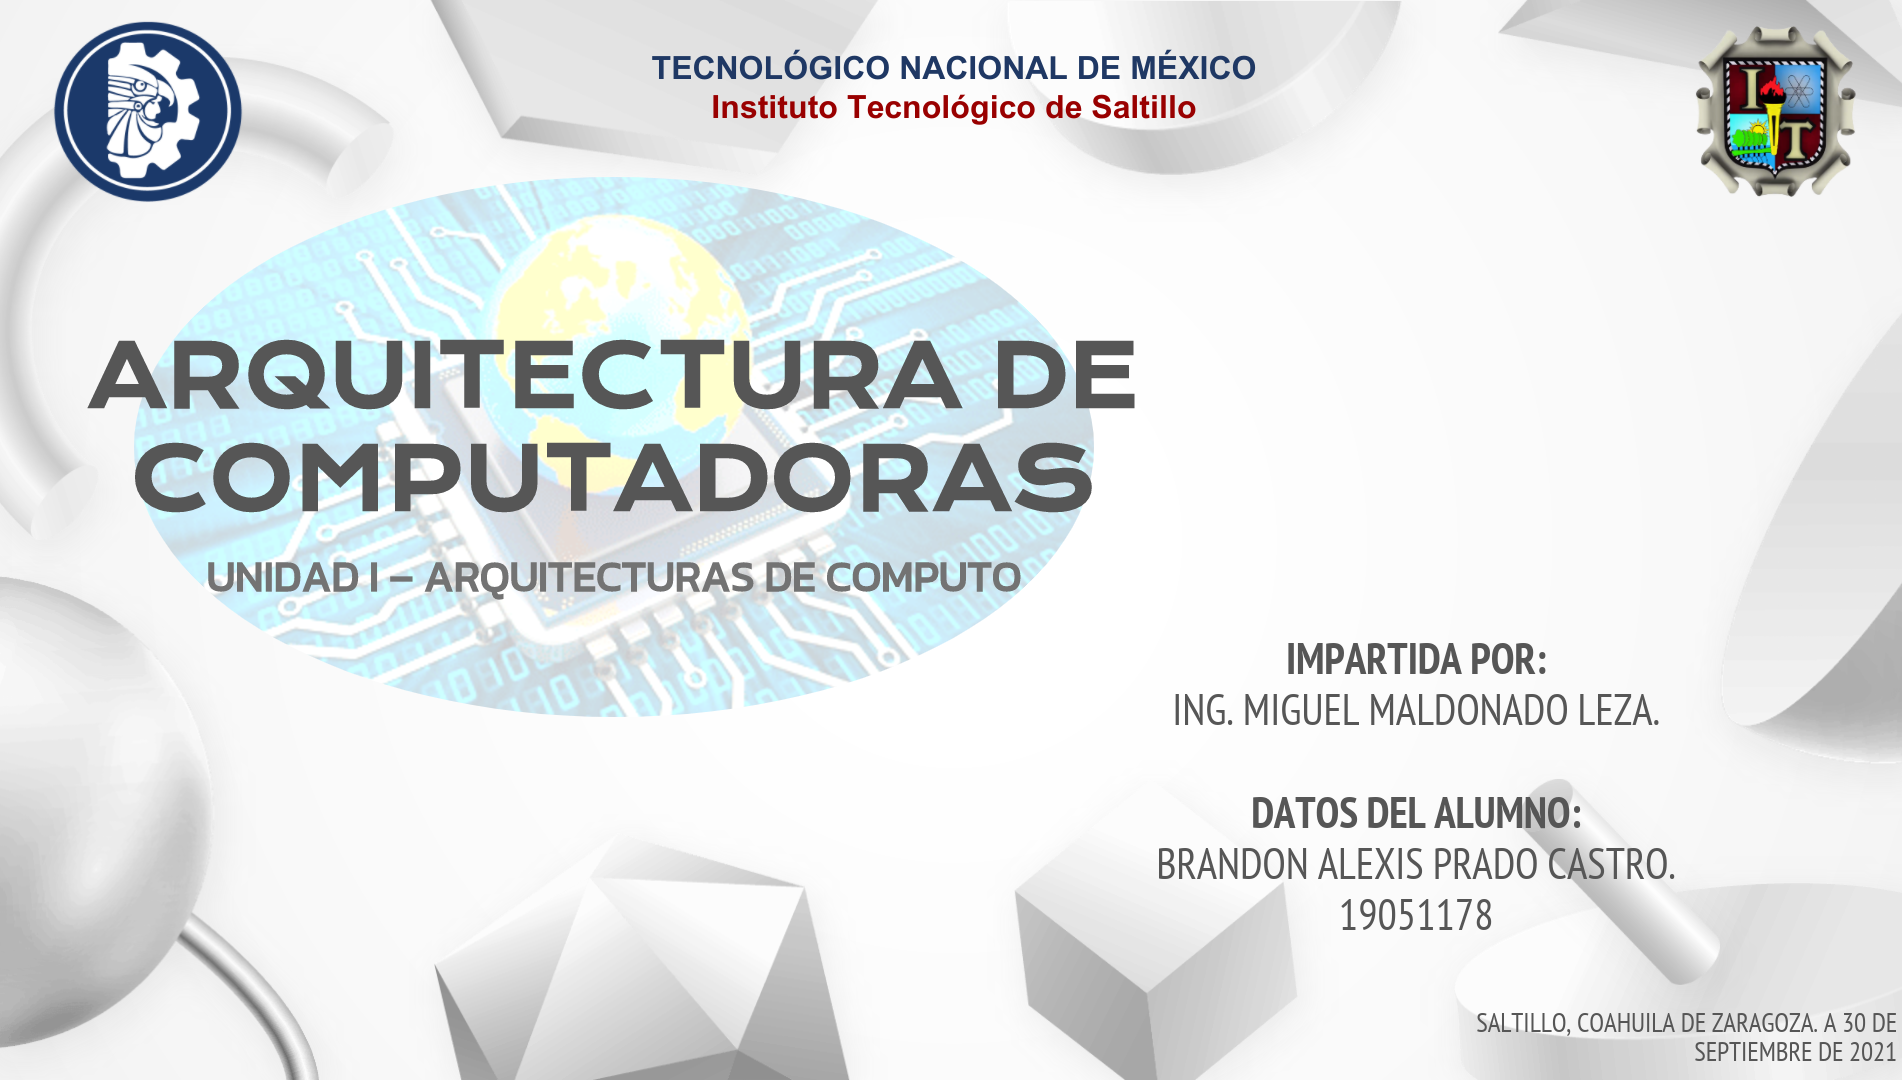 TECNOLÓGICO NACIONAL DE MÉXICO
Instituto Tecnológico de Saltillo
I
T
ARQUITECTURA DE
COMPUTADORAS
UNIDAD I – ARQUITECTURAS DE COMPUTO
IMPARTIDA POR:
ING. MIGUEL MALDONADO LEZA.
DATOS DEL ALUMNO:
BRANDON ALEXIS PRADO CASTRO.
19051178
SALTILLO, COAHUILA DE ZARAGOZA. A 30 DE
SEPTIEMBRE DE 2021